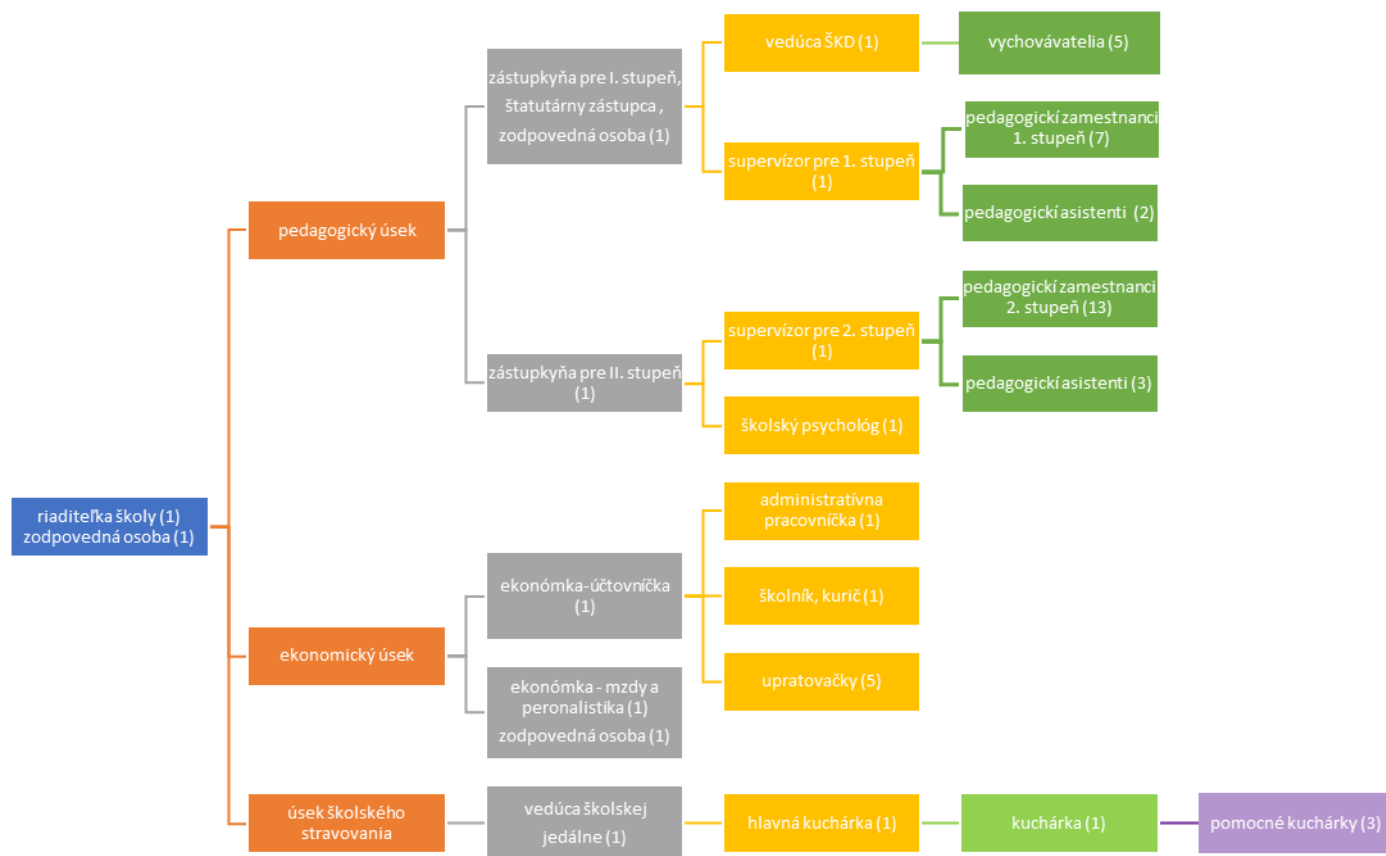 vedúca ŠKD (1)
vychovávatelia (5)
zástupkyňa pre I. stupeň,
štatutárny zástupca ,
zodpovedná osoba (1)
pedagogickí zamestnanci
1. stupeň (7)
supervízor pre 1. stupeň
(1)
pedagogickí asistenti (2)
pedagogický úsek
pedagogickí zamestnanci
2. stupeň (13)
supervízor pre 2. stupeň
(1)
pedagogickí asistenti (3)
zástupkyňa pre II. stupeň
(1)
školský psychológ (1)
riaditeľka školy (1)
zodpovedná osoba (1)
administratívna
pracovníčka (1)
ekonómka-účtovníčka
(1)
školník, kurič (1)
ekonomický úsek
upratovačky (5)
ekonómka - mzdy a
peronalistika (1)
zodpovedná osoba (1)
úsek školského
stravovania
vedúca školskej
jedálne (1)
hlavná kuchárka (1)
kuchárka (1)
pomocné kuchárky (3)